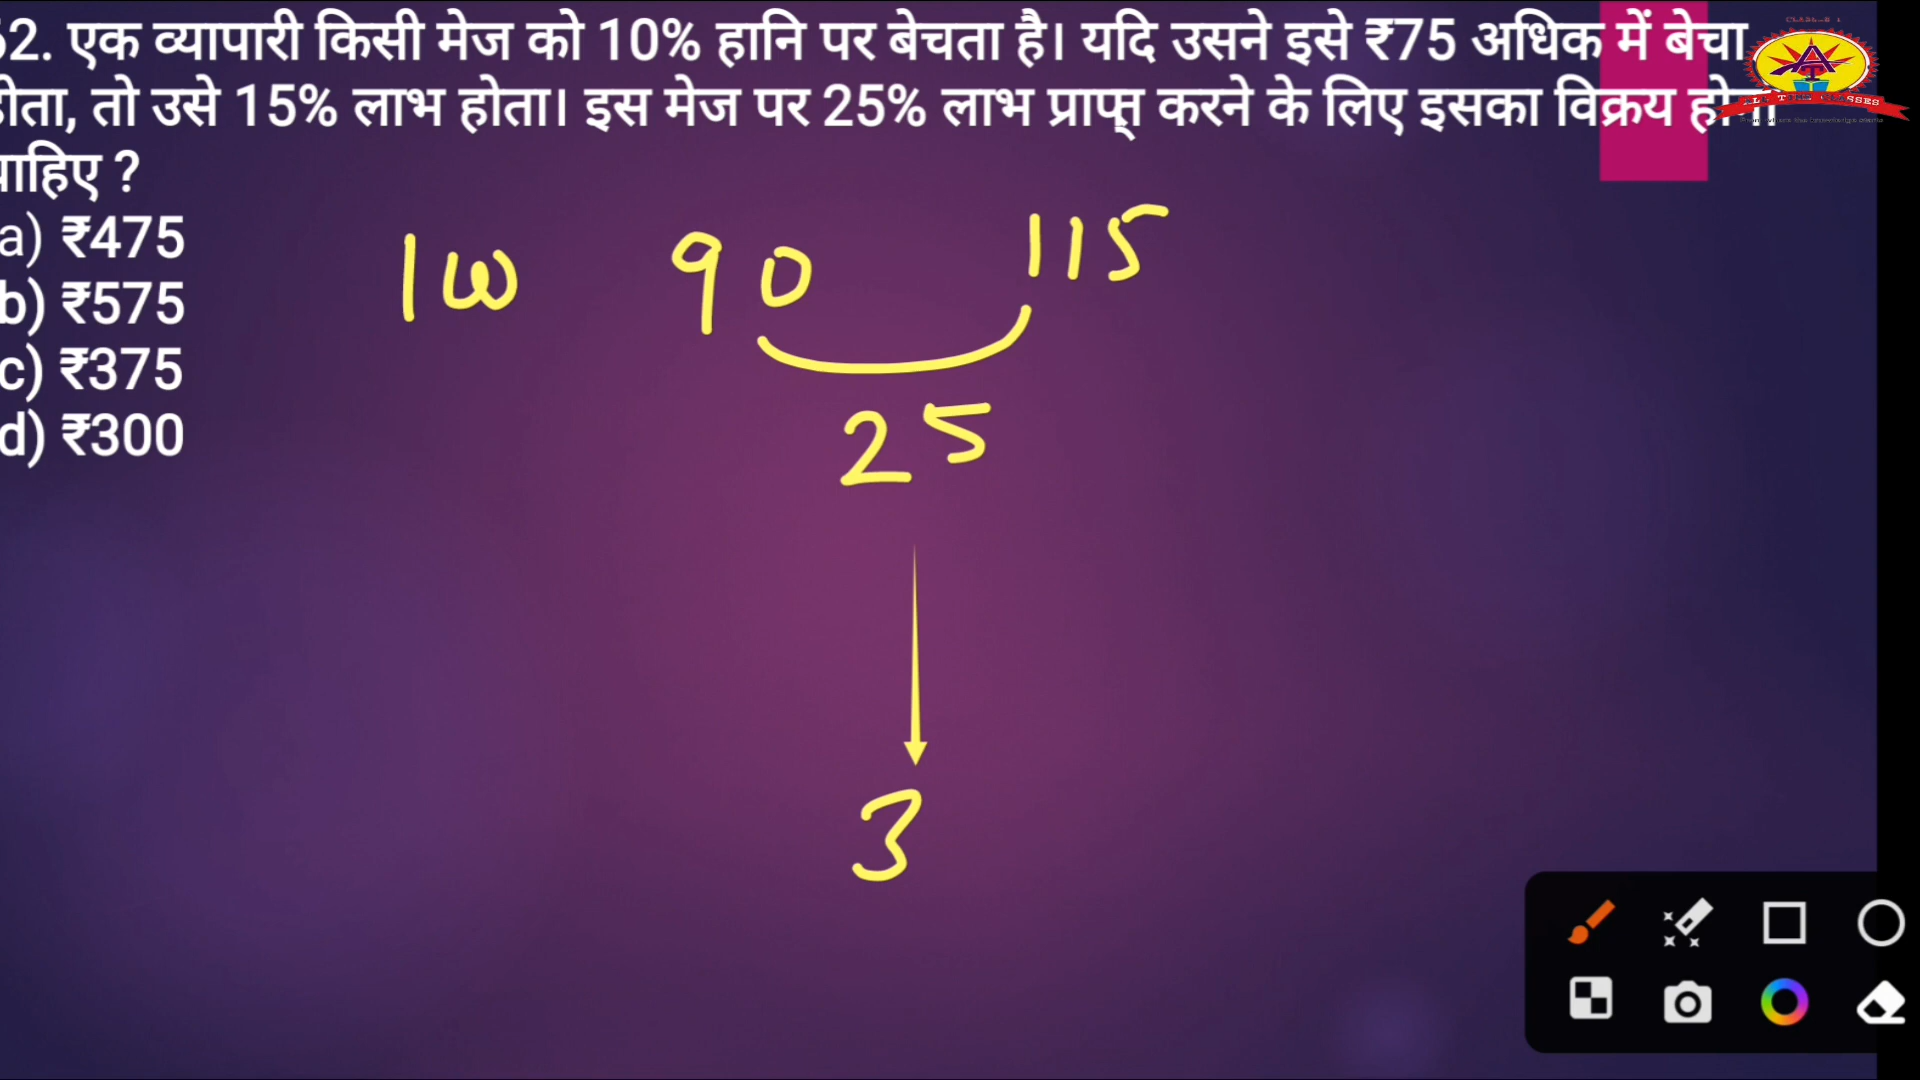 62. एक व्यापारी किसी मेज को 10% हानि पर बेचता है। यदि उसने इसे ₹75 अधिक में बेचा
होता, तो उसे 15% लाभ होता। इस मेज पर 25% लाभ प्राप्त करने के लिए इसका विक्रय
चाहिए ?
a) ₹475
b) ₹575
c) ₹375
d) ₹300
100 90 115
25
3